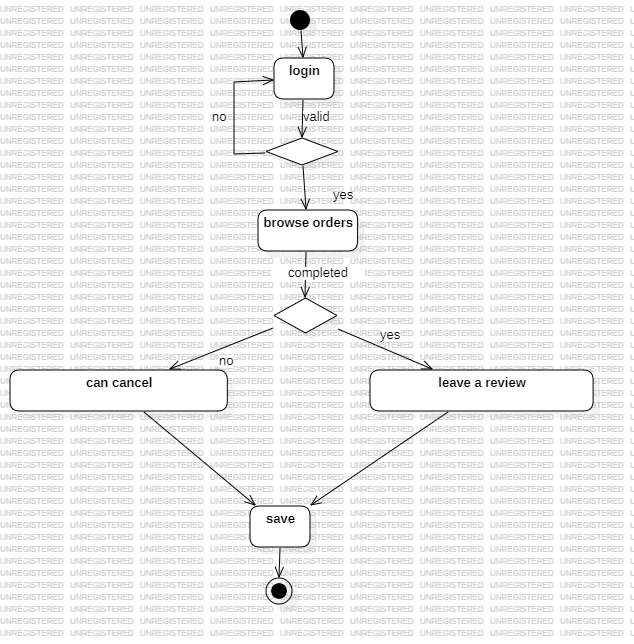 UNREGISTERED
login
no
valid
yes
browse orders
completed
yes
no
can cancel
leave a review
save